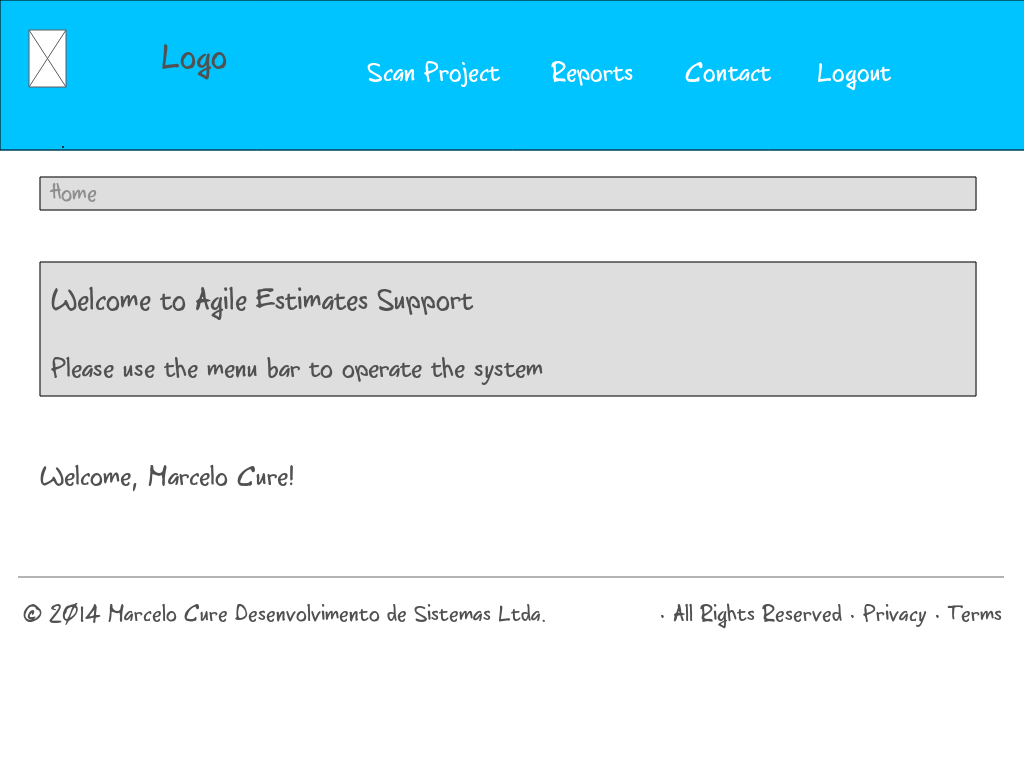 Logo
Scan Project Reports Contact Logout
Home
Welcome to Agile Estimates Support
Please use the menu bar to operate the system
Welcome, Marcelo Cure!
© 2014 Marcelo Cure Desenvolvimento de Sistemas Ltda. · All Rights Reserved · Privacy · Terms